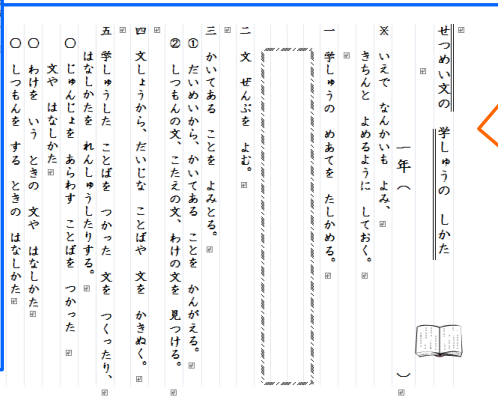 せつめい文の 学しゅうの しかた
一年（ ）
※ いえで なんかいも よみ、
きちんと よめるように しておく。
一 学しゅうの めあてを たしかめる。
二 文 ぜんぶを よむ。
三 かいてある ことを よみとる。
① だいめいから、かいてある ことを かんがえる。
② しつもんの文、こたえの文、わけの文を 見つける。
四 文しょうから、だいじな ことばや 文を かきぬく。
五 学しゅうした ことばを つかった 文を つくったり、
はなしかたを れんしゅうしたりする。
○ じゅんじょを あらわす ことばを つかった
文や はなしかた
○ わけを いう ときの 文や はなしかた
○ しつもんを する ときの はなしかた